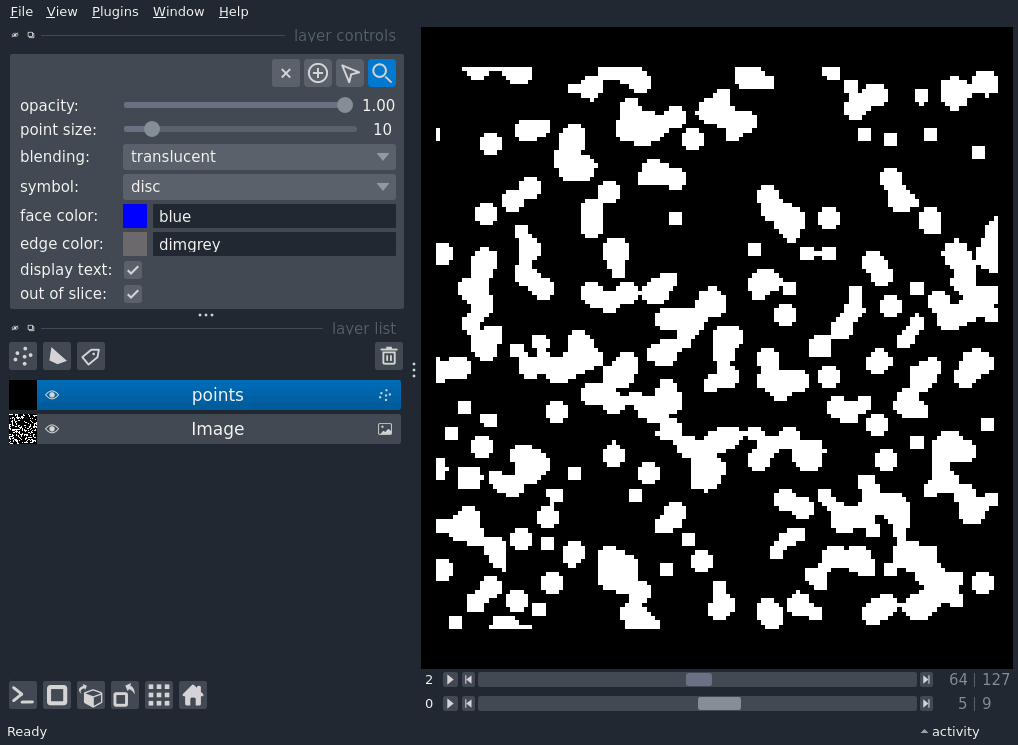 File View Plugins Window Help
layer controls
opacity: 1.00
point size: 10
blending: translucent
symbol: disc
face color: blue
edge color: dimgrey
display text:
out of slice:
layer list
points
Image
2 64 | 127
0 5 | 9
Ready activity